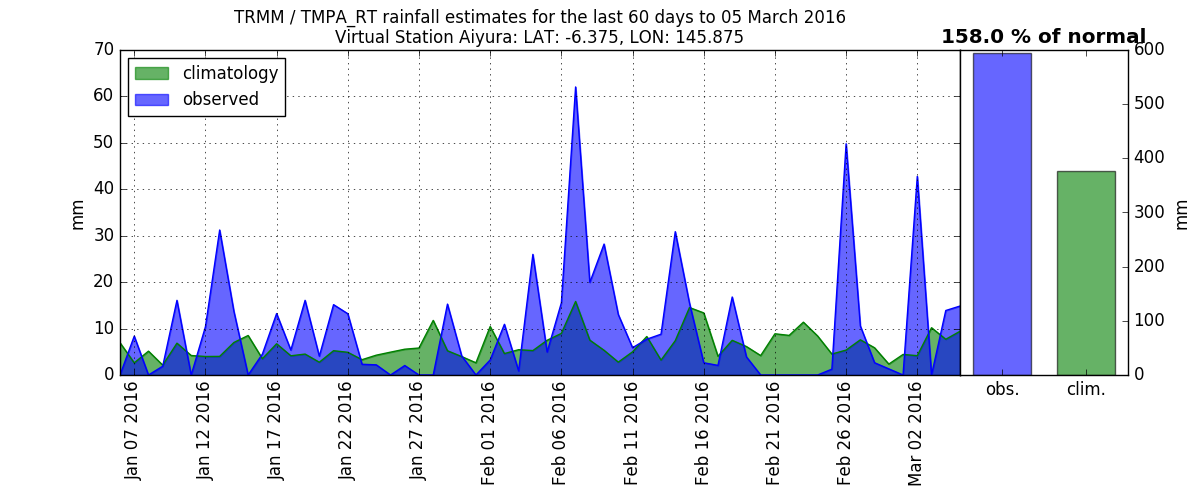 TRMM / TMPA_RT rainfall estimates for the last 60 days to 05 March 2016
Virtual Station Aiyura: LAT: -6.375, LON: 145.875
158.0 % of normal
climatology
observed
mm
70
60
50
40
30
20
10
0
Jan 07 2016
Jan 12 2016
Jan 17 2016
Jan 22 2016
Jan 27 2016
Feb 01 2016
Feb 06 2016
Feb 11 2016
Feb 16 2016
Feb 21 2016
Feb 26 2016
Mar 02 2016
obs.
clim.
600
500
400
300
200
100
0
mm